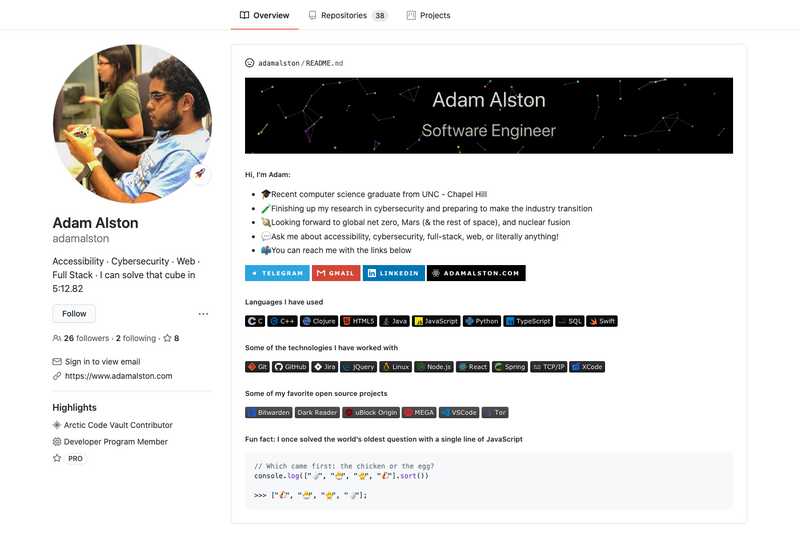 Overview
Repositories 38
Projects
Adam Alston
adamalston
Accessibility · Cybersecurity · Web ·
Full Stack · I can solve that cube in
5:12.82
Follow
26 followers · 2 following · 8
Sign in to view email
https://www.adamalston.com
Highlights
Arctic Code Vault Contributor
Developer Program Member
PRO
adamalston/README.md
Adam Alston
Software Engineer
Hi, I'm Adam:
• 🎓Recent computer science graduate from UNC - Chapel Hill
• 🧪Finishing up my research in cybersecurity and preparing to make the industry transition
• 🛰Looking forward to global net zero, Mars (& the rest of space), and nuclear fusion
• 💬Ask me about accessibility, cybersecurity, full-stack, web, or literally anything!
• 📫You can reach me with the links below
TELEGRAM GMAIL LINKEDIN ADAMALSTON.COM
Languages I have used
C C++ Clojure HTML5 Java JavaScript Python TypeScript SQL Swift
Some of the technologies I have worked with
Git GitHub Jira jQuery Linux Node.js React Spring TCP/IP XCode
Some of my favorite open source projects
Bitwarden Dark Reader uBlock Origin MEGA VSCode Tor
Fun fact: I once solved the world's oldest question with a single line of JavaScript
// Which came first: the chicken or the egg?
console.log(["🥚", "🐣", "🐥", "🐓"].sort())
>>> ["🐓", "🐣", "🐥", "🥚"];